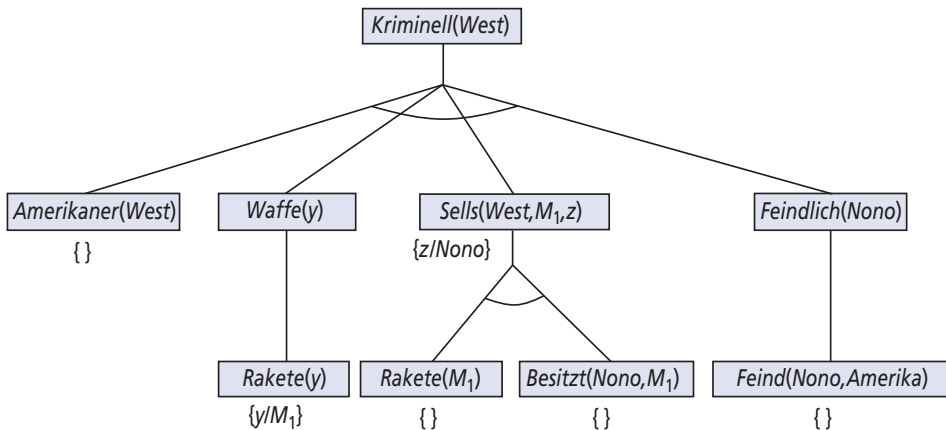 Kriminell(West)
Amerikaner(West)
Waffe(y)
Sells(West,M₁,z)
Feindlich(Nono)
{ }
{z/Nono}
Rakete(y)
Rakete(M₁)
Besitzt(Nono,M₁)
Feind(Nono,Amerika)
{y/M₁}
{ }
{ }
{ }